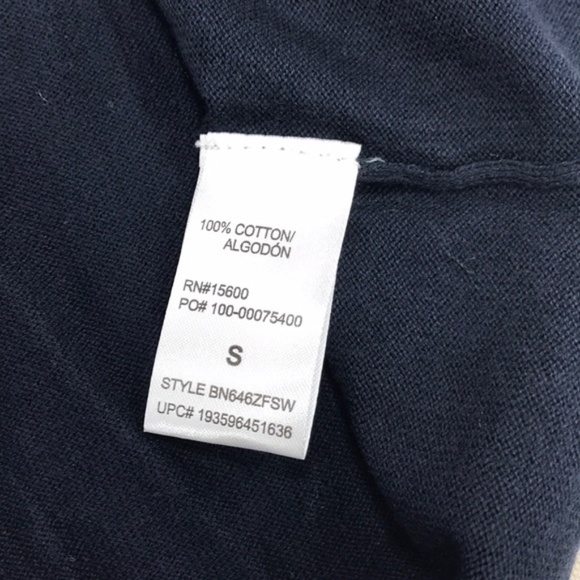 100% COTTON/
ALGODÓN
RN#15600
PO# 100-00075400
S
STYLE BN646ZFSW
UPC# 193596451636